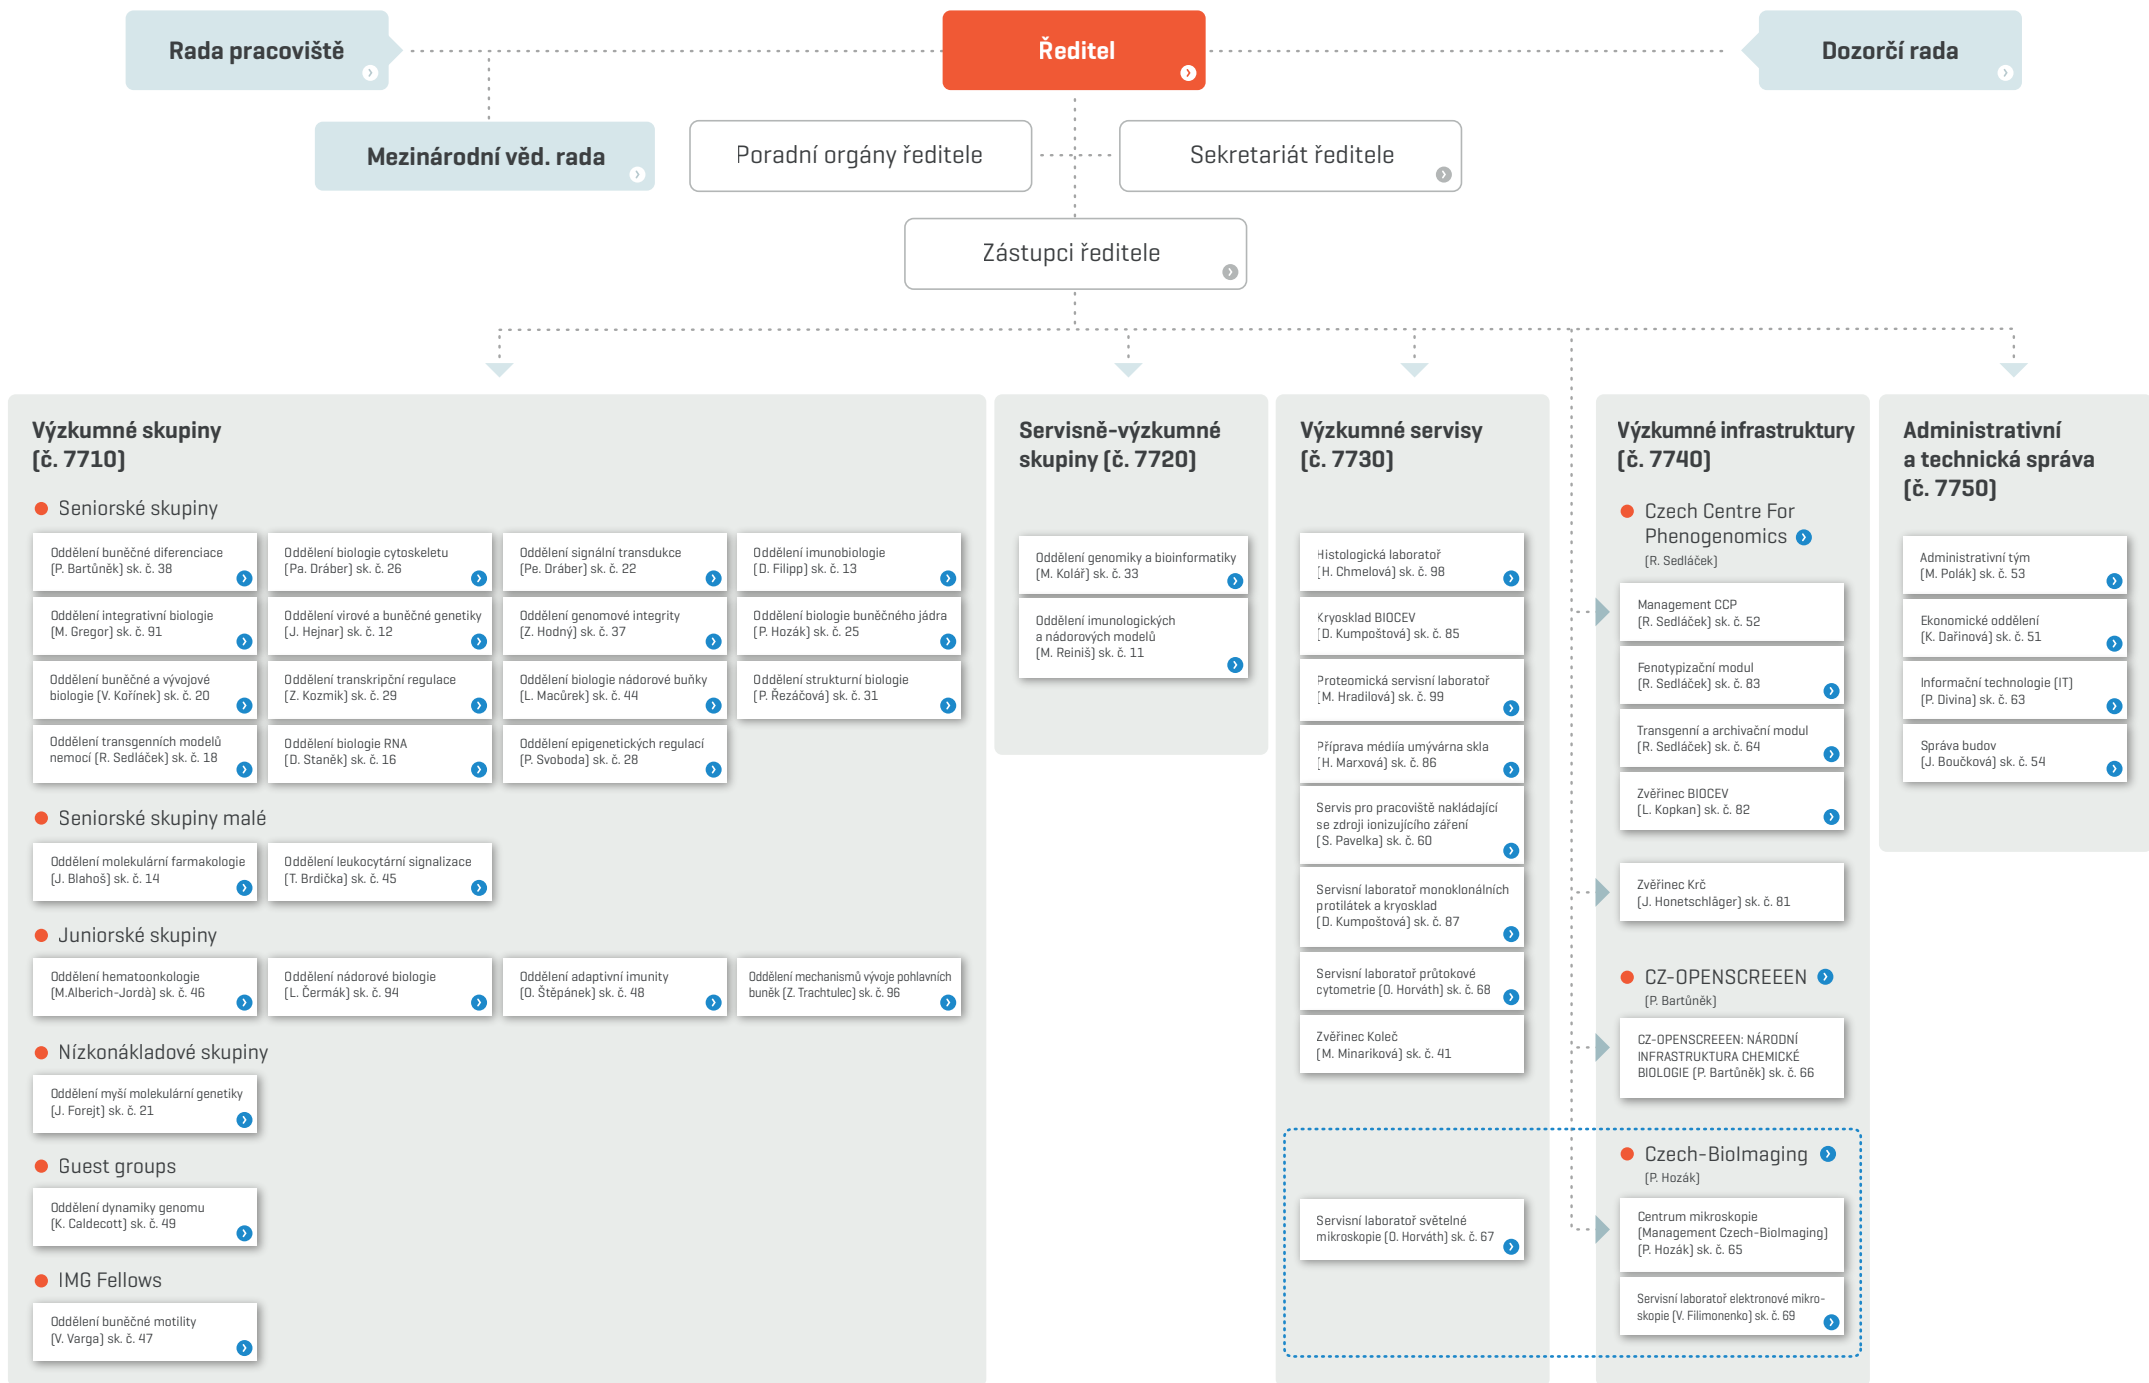 Rada pracoviště
Ředitel
Dozorčí rada
Mezinárodní věd. rada
Poradní orgány ředitele
Sekretariát ředitele
Zástupci ředitele
Výzkumné skupiny
(č. 7710)
Seniorské skupiny
Oddělení buněčné diferenciace
(P. Bartůněk) sk. č. 38
Oddělení biologie cytoskeletu
(Pa. Dráber) sk. č. 26
Oddělení signální transdukce
(Pe. Dráber) sk. č. 22
Oddělení imunobiologie
(D. Filipp) sk. č. 13
Oddělení integrativní biologie
(M. Gregor) sk. č. 91
Oddělení virové a buněčné genetiky
(J. Hejnar) sk. č. 12
Oddělení genomové integrity
(Z. Hodný) sk. č. 37
Oddělení biologie buněčného jádra
(P. Hozák) sk. č. 25
Oddělení buněčné a vývojové
biologie (V. Kořínek) sk. č. 20
Oddělení transkripční regulace
(Z. Kozmik) sk. č. 29
Oddělení biologie nádorové buňky
(L. Macůrek) sk. č. 44
Oddělení strukturní biologie
(P. Řezáčová) sk. č. 31
Oddělení transgenních modelů
nemocí (R. Sedláček) sk. č. 18
Oddělení biologie RNA
(D. Staněk) sk. č. 16
Oddělení epigenetických regulací
(P. Svoboda) sk. č. 28
Seniorské skupiny malé
Oddělení molekulární farmakologie
(J. Blahoš) sk. č. 14
Oddělení leukocytární signalizace
(T. Brdička) sk. č. 45
Juniorské skupiny
Oddělení hematoonkologie
(M.Alberich-Jordà) sk. č. 46
Oddělení nádorové biologie
(L. Čermák) sk. č. 94
Oddělení adaptivní imunity
(O. Štěpánek) sk. č. 48
Oddělení mechanismů vývoje pohlavních
buněk (Z. Trachtulec) sk. č. 96
Nízkonákladové skupiny
Oddělení myší molekulární genetiky
(J. Forejt) sk. č. 21
Guest groups
Oddělení dynamiky genomu
(K. Caldecott) sk. č. 49
IMG Fellows
Oddělení buněčné motility
(V. Varga) sk. č. 47
Servisně-výzkumné
skupiny (č. 7720)
Oddělení genomiky a bioinformatiky
(M. Kolář) sk. č. 33
Oddělení imunologických
a nádorových modelů
(M. Reiniš) sk. č. 11
Výzkumné servisy
(č. 7730)
Histologická laboratoř
(H. Chmelová) sk. č. 98
Kryosklad BIOCEV
(D. Kumpoštová) sk. č. 85
Proteomická servisní laboratoř
(M. Hradilová) sk. č. 99
Příprava médiía umývárna skla
(H. Marxová) sk. č. 86
Servis pro pracoviště nakládající
se zdroji ionizujícího záření
(S. Pavelka) sk. č. 60
Servisní laboratoř monoklonálních
protilátek a kryosklad
(D. Kumpoštová) sk. č. 87
Servisní laboratoř průtokové
cytometrie (O. Horváth) sk. č. 68
Zvěřinec Koleč
(M. Minariková) sk. č. 41
Servisní laboratoř světelné
mikroskopie (O. Horváth) sk. č. 67
Výzkumné infrastruktury
(č. 7740)
Czech Centre For
Phenogenomics
(R. Sedláček)
Management CCP
(R. Sedláček) sk. č. 52
Fenotypizační modul
(R. Sedláček) sk. č. 83
Transgenní a archivační modul
(R. Sedláček) sk. č. 64
Zvěřinec BIOCEV
(L. Kopkan) sk. č. 82
Zvěřinec Krč
(J. Honetschläger) sk. č. 81
CZ-OPENSCREEEN
(P. Bartůněk)
CZ-OPENSCREEEN: NÁRODNÍ
INFRASTRUKTURA CHEMICKÉ
BIOLOGIE (P. Bartůněk) sk. č. 66
Czech-BioImaging
(P. Hozák)
Centrum mikroskopie
(Management Czech-BioImaging)
(P. Hozák) sk. č. 65
Servisní laboratoř elektronové mikro-
skopie (V. Filimonenko) sk. č. 69
Administrativní
a technická správa
(č. 7750)
Administrativní tým
(M. Polák) sk. č. 53
Ekonomické oddělení
(K. Dařinová) sk. č. 51
Informační technologie (IT)
(P. Divina) sk. č. 63
Správa budov
(J. Boučková) sk. č. 54